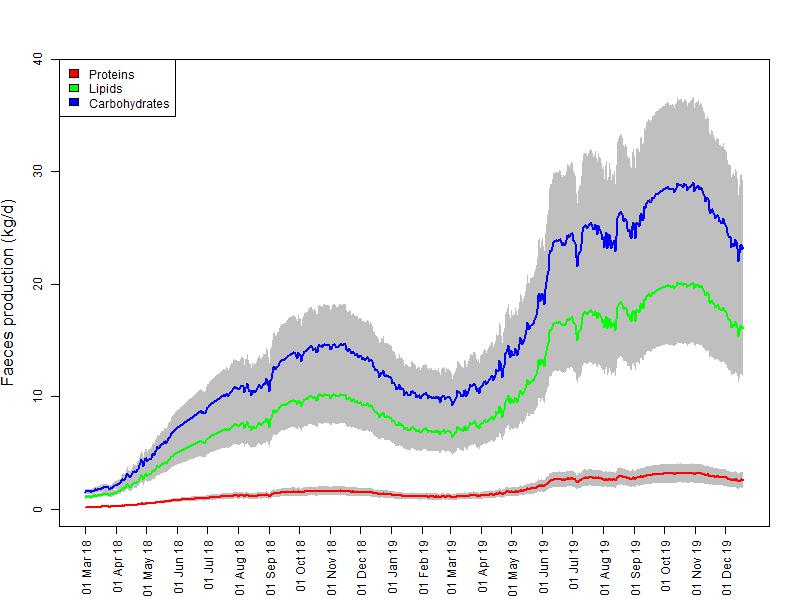 Proteins
Lipids
Carbohydrates
Faeces production (kg/d)
40
30
20
10
0
01 Mar 18
01 Apr 18
01 May 18
01 Jun 18
01 Jul 18
01 Aug 18
01 Sep 18
01 Oct 18
01 Nov 18
01 Dec 18
01 Jan 19
01 Feb 19
01 Mar 19
01 Apr 19
01 May 19
01 Jun 19
01 Jul 19
01 Aug 19
01 Sep 19
01 Oct 19
01 Nov 19
01 Dec 19